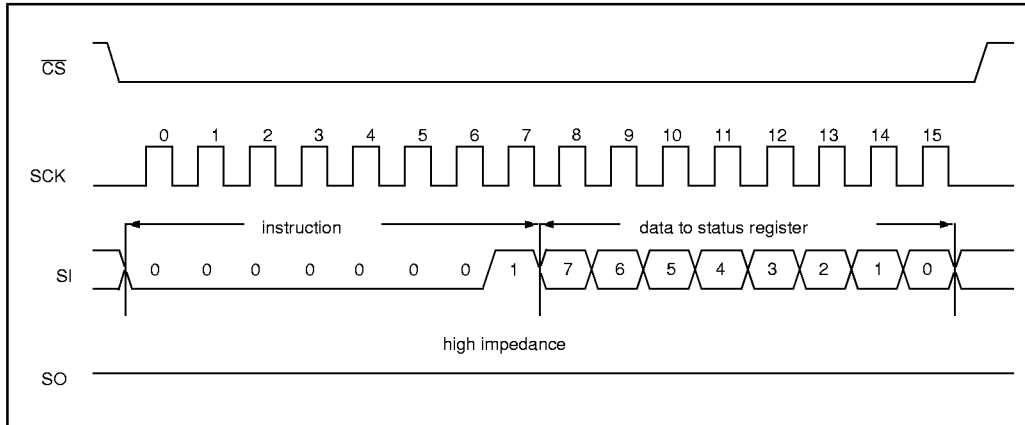 CS
0 1 2 3 4 5 6 7 8 9 10 11 12 13 14 15
SCK
instruction data to status register
SI 0 0 0 0 0 0 0 1 7 6 5 4 3 2 1 0
high impedance
SO